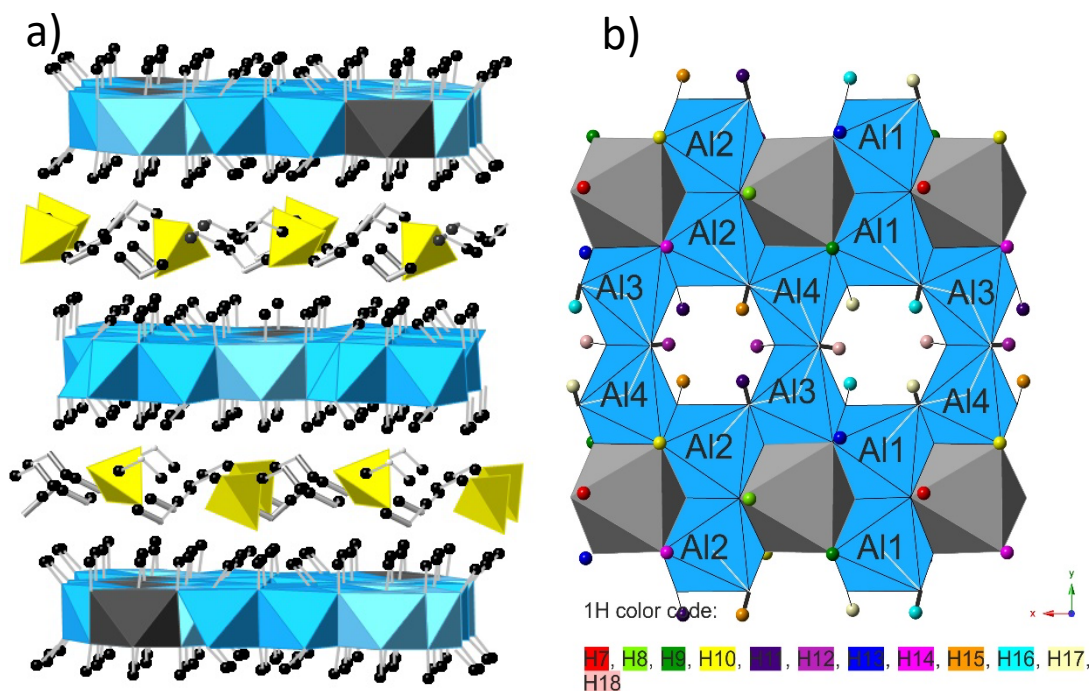 a)
b)
Al2
Al1
Al2
Al1
Al3
Al4
Al3
Al4
Al3
Al4
Al2
Al1
Al2
Al1
y
x
1H color code:
H7, H8, H9, H10, H11, H12, H13, H14, H15, H16, H17,
H18